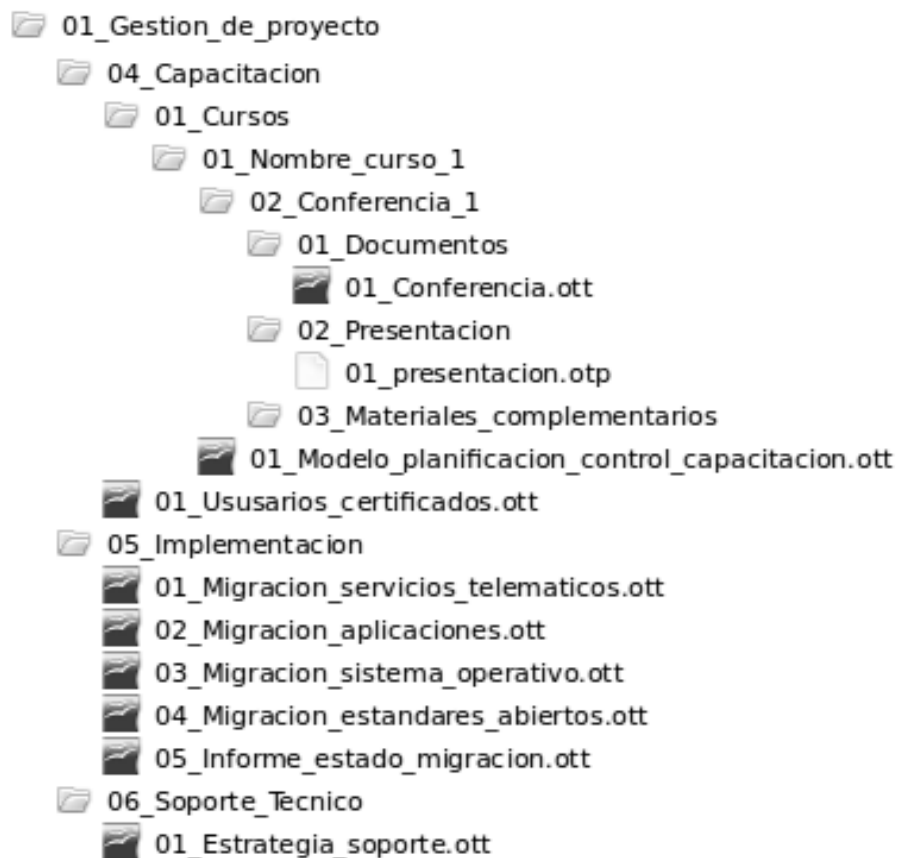 01_Gestion_de_proyecto
04_Capacitacion
01_Cursos
01_Nombre_curso_1
02_Conferencia_1
01_Documentos
01_Conferencia.ott
02_Presentacion
01_presentacion.otp
03_Materiales_complementarios
01_Modelo_planificacion_control_capacitacion.ott
01_Ususarios_certificados.ott
05_Implementacion
01_Migracion_servicios_telematicos.ott
02_Migracion_aplicaciones.ott
03_Migracion_sistema_operativo.ott
04_Migracion_estandares_abiertos.ott
05_Informe_estado_migracion.ott
06_Soporte_Tecnico
01_Estrategia_soporte.ott